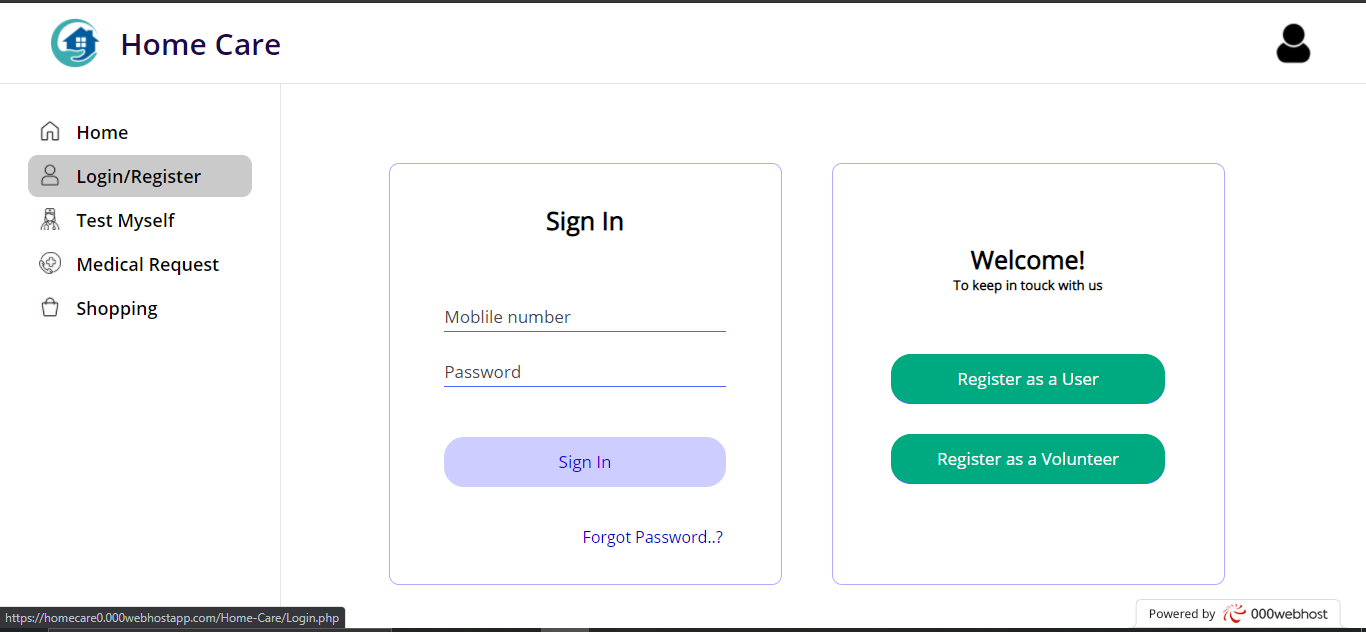 Home Care
Home
Login/Register
Test Myself
Medical Request
Shopping
Sign In
Moblile number
Password
Sign In
Forgot Password..?
Welcome!
To keep in touck with us
Register as a User
Register as a Volunteer
https://homecare0.000webhostapp.com/Home-Care/Login.php
Powered by 000webhost